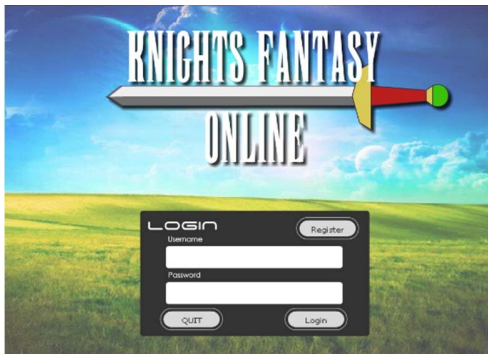 KNIGHTS FANTASY
ONLINE
LOGIN
Register
Username
Password
QUIT
Login